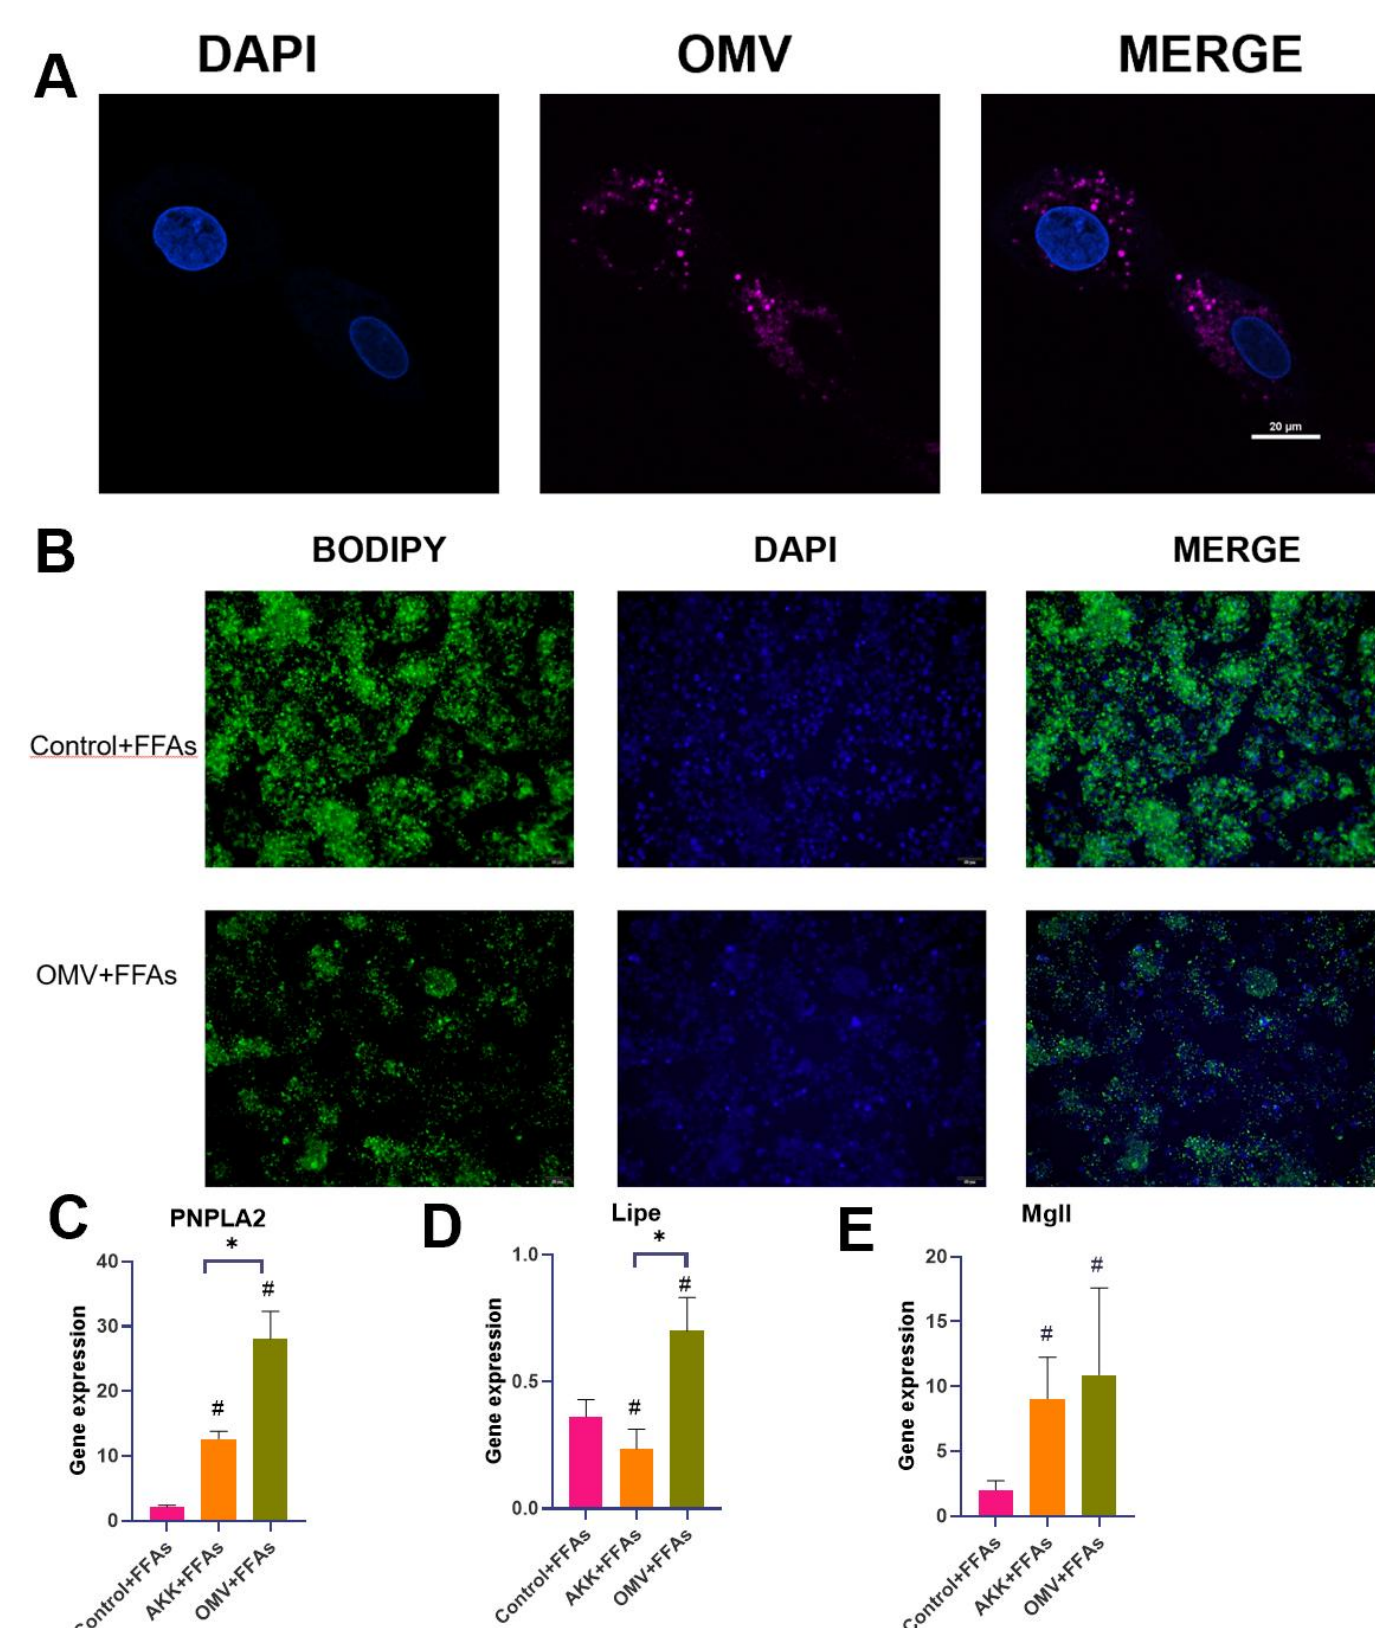 A
DAPI OMV MERGE
20 µm
B
BODIPY DAPI MERGE
Control+FFAs
OMV+FFAs
C
PNPLA2
*
#
#
Gene expression
40
30
20
10
0
Control+FFAs
AKK+FFAs
OMV+FFAs
D
Lipe
*
#
#
Gene expression
1.0
0.5
0.0
Control+FFAs
AKK+FFAs
OMV+FFAs
E
Mgll
#
#
Gene expression
20
15
10
5
0
Control+FFAs
AKK+FFAs
OMV+FFAs